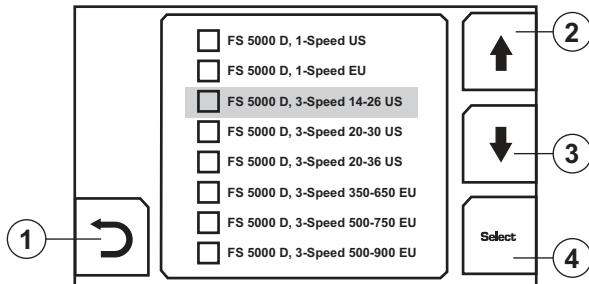 FS 5000 D, 1-Speed US
FS 5000 D, 1-Speed EU
FS 5000 D, 3-Speed 14-26 US
FS 5000 D, 3-Speed 20-30 US
FS 5000 D, 3-Speed 20-36 US
FS 5000 D, 3-Speed 350-650 EU
FS 5000 D, 3-Speed 500-750 EU
FS 5000 D, 3-Speed 500-900 EU
Select
1
2
3
4